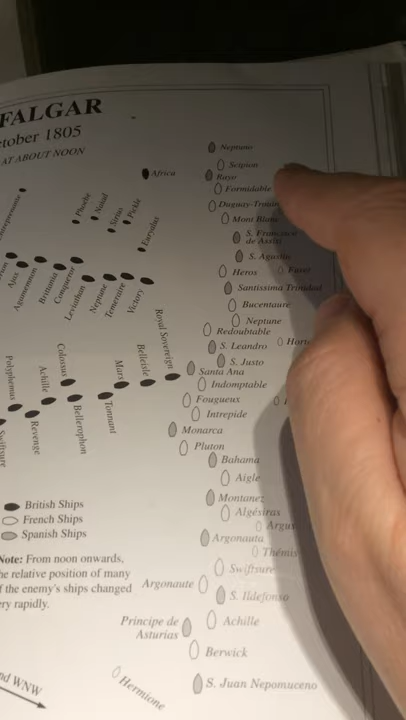 FALGAR
ctober 1805
AT ABOUT NOON
Neptuno
Scipion
Rayo
Africa
Formidable
Phoebe
Naiad
Sirius
Pickle
Euryalus
Mont Blanc
S. Francisco
de Assisi
S. Agustin
Heros
Ajax
Agamemnon
Britannia
Conqueror
Leviathan
Neptune
Temeraire
Victory
Santissima Trinidad
Bucentaure
Neptune
Redoutable
S. Leandro
S. Justo
Santa Ana
Royal Sovereign
Belleisle
Mars
Tonnant
Colossus
Bellerophon
Achille
Revenge
Polyphemus
Swiftsure
Indomptable
Fougueux
Intrepide
Monarca
Pluton
Bahama
Aigle
Montanez
Algésiras
Argus
Argonauta
Thémis
Swiftsure
British Ships
French Ships
Spanish Ships
Note: From noon onwards,
he relative position of many
f the enemy's ships changed
ery rapidly.
Argonaute
S. Ildefonso
Principe de
Asturias
Achille
Berwick
nd WNW
Hermione
S. Juan Nepomuceno